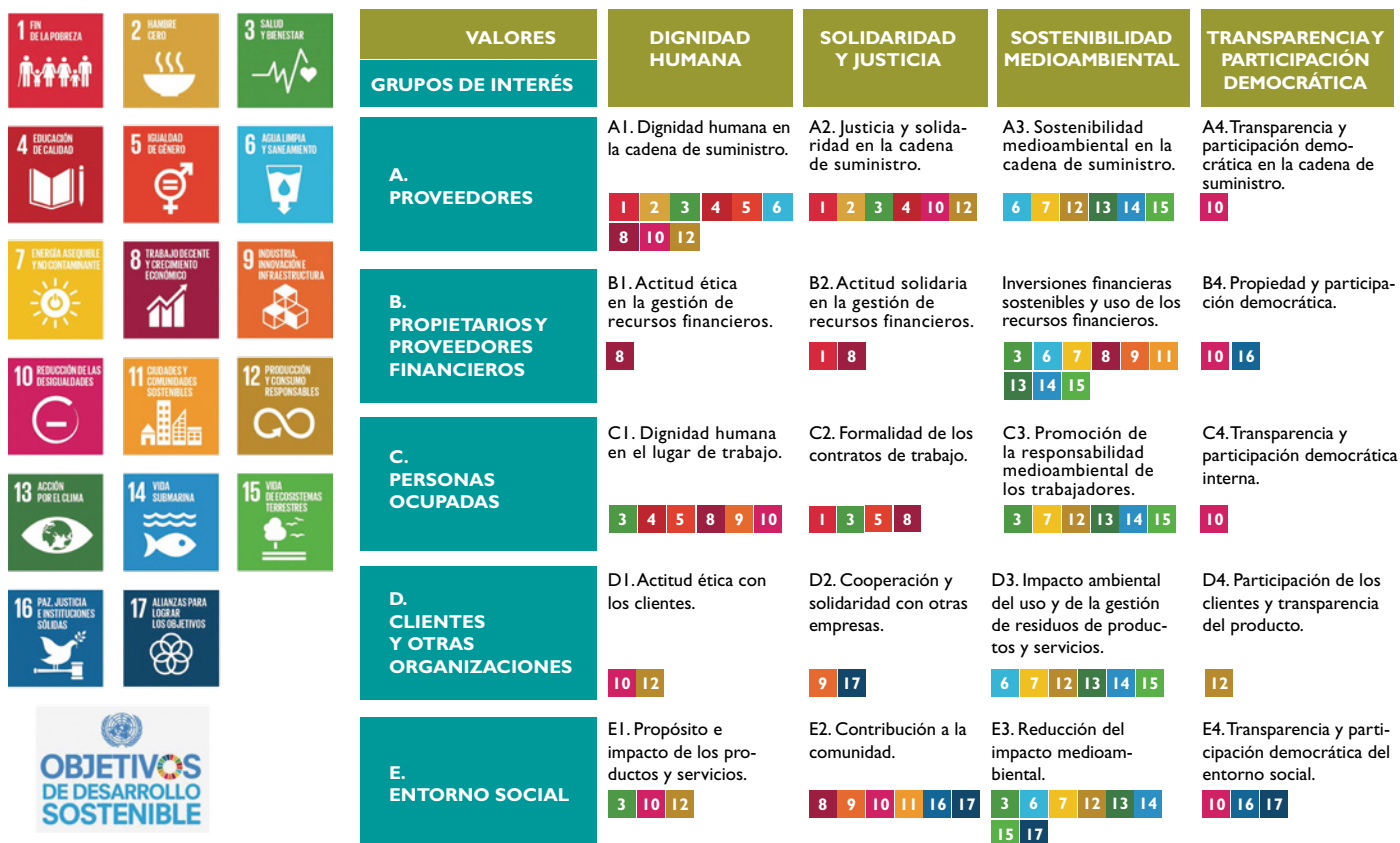 1 FIN
DE LA POBREZA
2 HAMBRE
CERO
3 SALUD
Y BIENESTAR
4 EDUCACIÓN
DE CALIDAD
5 IGUALDAD
DE GÉNERO
6 AGUA LIMPIA
Y SANEAMIENTO
7 ENERGÍA ASEQUIBLE
Y NO CONTAMINANTE
8 TRABAJO DECENTE
Y CRECIMIENTO
ECONÓMICO
9 INDUSTRIA,
INNOVACIÓN E
INFRAESTRUCTURA
10 REDUCCIÓN DE LAS
DESIGUALDADES
11 CIUDADES Y
COMUNIDADES
SOSTENIBLES
12 PRODUCCIÓN
Y CONSUMO
RESPONSABLES
13 ACCIÓN
POR EL CLIMA
14 VIDA
SUBMARINA
15 VIDA
DE ECOSISTEMAS
TERRESTRES
16 PAZ, JUSTICIA
E INSTITUCIONES
SÓLIDAS
17 ALIANZAS PARA
LOGRAR
LOS OBJETIVOS
OBJETIVOS
DE DESARROLLO
SOSTENIBLE
VALORES
GRUPOS DE INTERÉS
DIGNIDAD
HUMANA
SOLIDARIDAD
Y JUSTICIA
SOSTENIBILIDAD
MEDIOAMBIENTAL
TRANSPARENCIA Y
PARTICIPACIÓN
DEMOCRÁTICA
A.
PROVEEDORES
A1. Dignidad humana en
la cadena de suministro.
1 2 3 4 5 6
8 10 12
A2. Justicia y solida-
ridad en la cadena
de suministro.
1 2 3 4 10 12
A3. Sostenibilidad
medioambiental en la
cadena de suministro.
6 7 12 13 14 15
A4. Transparencia y
participación demo-
crática en la cadena de
suministro.
10
B.
PROPIETARIOS Y
PROVEEDORES
FINANCIEROS
B1. Actitud ética
en la gestión de
recursos financieros.
8
B2. Actitud solidaria
en la gestión de
recursos financieros.
1 8
Inversiones financieras
sostenibles y uso de los
recursos financieros.
3 6 7 8 9 11
13 14 15
B4. Propiedad y participa-
ción democrática.
10 16
C.
PERSONAS
OCUPADAS
C1. Dignidad humana
en el lugar de trabajo.
3 4 5 8 9 10
C2. Formalidad de los
contratos de trabajo.
1 3 5 8
C3. Promoción de
la responsabilidad
medioambiental de
los trabajadores.
3 7 12 13 14 15
C4. Transparencia y
participación democrática
interna.
10
D.
CLIENTES
Y OTRAS
ORGANIZACIONES
D1. Actitud ética con
los clientes.
10 12
D2. Cooperación y
solidaridad con otras
empresas.
9 17
D3. Impacto ambiental
del uso y de la gestión
de residuos de produc-
tos y servicios.
6 7 12 13 14 15
D4. Participación de los
clientes y transparencia
del producto.
12
E.
ENTORNO SOCIAL
E1. Propósito e
impacto de los pro-
ductos y servicios.
3 10 12
E2. Contribución a la
comunidad.
8 9 10 11 16 17
E3. Reducción del
impacto medioam-
biental.
3 6 7 12 13 14
15 17
E4. Transparencia y parti-
cipación democrática del
entorno social.
10 16 17